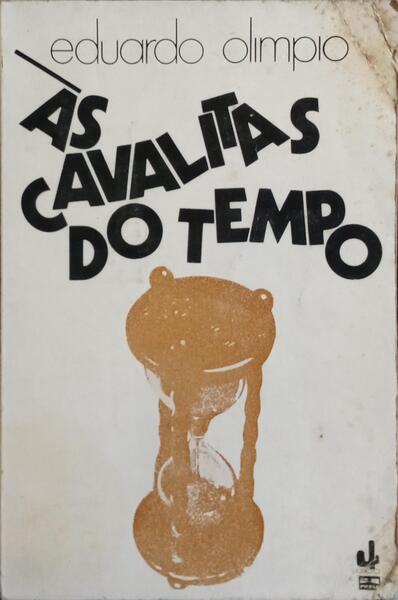 eduardo olimpio
ÀS
CAVALITAS
DO TEMPO